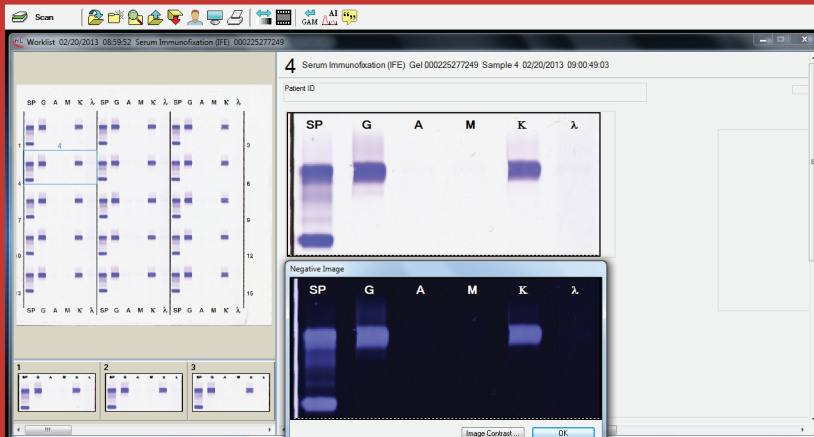 Scan
GAM
AI
Worklist 02/20/2013 08:59:52 Serum Immunofixation (IFE) 000225277249
4 Serum Immunofixation (IFE) Gel 000225277249 Sample 4 02/20/2013 09:00:49:03
Patient ID
SP G A M K λ SP G A M K λ SP G A M K λ
1 3
4
4 6
7 9
10 12
13 15
SP G A M K λ SP G A M K λ SP G A M K λ
SP G A M K λ
Negative Image
SP G A M K λ
1 2 3
Image Contrast ... OK